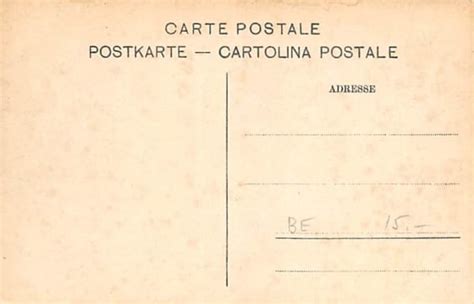 CARTE POSTALE
POSTKARTE — CARTOLINA POSTALE
ADRESSE
BE 15.–